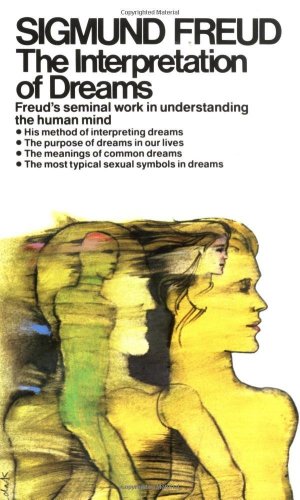 SIGMUND FREUD
The Interpretation
of Dreams
Freud's seminal work in understanding
the human mind
● His method of interpreting dreams
● The purpose of dreams in our lives
● The meanings of common dreams
● The most typical sexual symbols in dreams